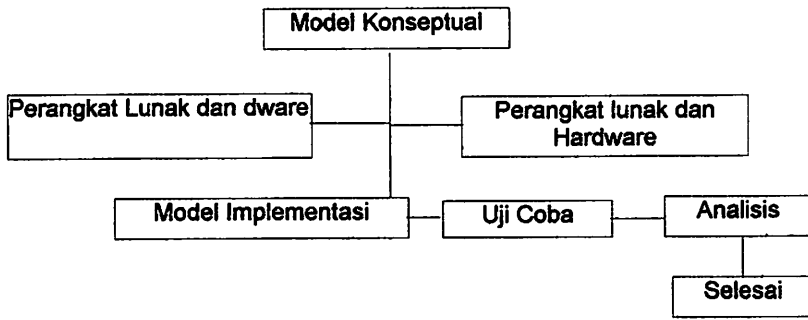 Model Konseptual
Perangkat Lunak dan dware
Perangkat lunak dan
Hardware
Model Implementasi
Uji Coba
Analisis
Selesai